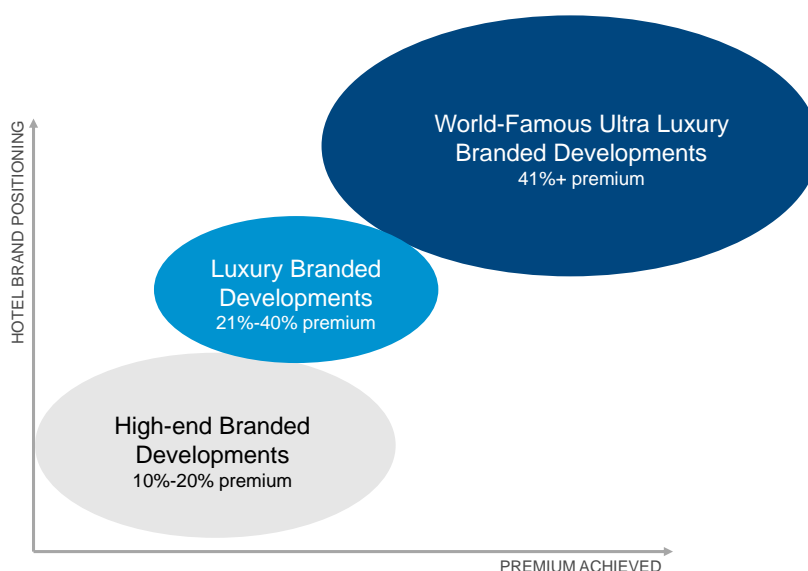 World-Famous Ultra Luxury
Branded Developments
41%+ premium
HOTEL BRAND POSITIONING
Luxury Branded
Developments
21%-40% premium
High-end Branded
Developments
10%-20% premium
PREMIUM ACHIEVED